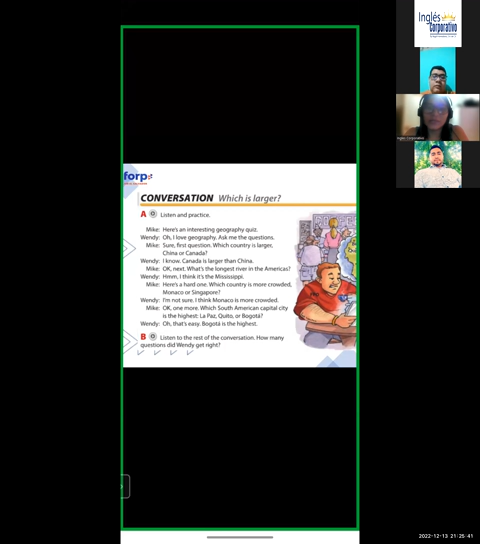 Inglés
Corporativo
Inglés Corporativo
forp
CONVERSATION Which is larger?
A Listen and practice.
Mike: Here's an interesting geography quiz.
Wendy: Oh, I love geography. Ask me the questions.
Mike: Sure, first question. Which country is larger,
China or Canada?
Wendy: I know. Canada is larger than China.
Mike: OK, next. What's the longest river in the Americas?
Wendy: Hmm, I think it's the Mississippi.
Mike: Here's a hard one. Which country is more crowded,
Monaco or Singapore?
Wendy: I'm not sure. I think Monaco is more crowded.
Mike: OK, one more. Which South American capital city
is the highest: La Paz, Quito, or Bogotá?
Wendy: Oh, that's easy. Bogotá is the highest.
B Listen to the rest of the conversation. How many
questions did Wendy get right?
2022-12-13 21:25:41